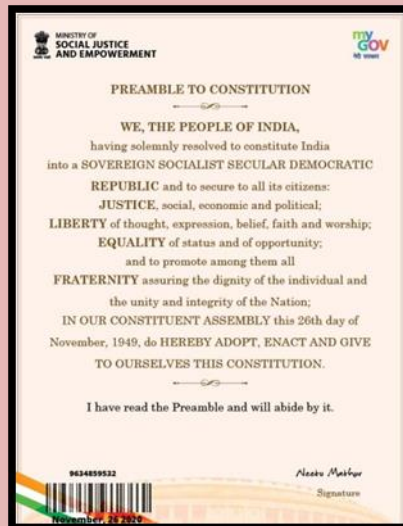 MINISTRY OF
SOCIAL JUSTICE
AND EMPOWERMENT
my
GOV
मेरी सरकार
PREAMBLE TO CONSTITUTION
WE, THE PEOPLE OF INDIA,
having solemnly resolved to constitute India
into a SOVEREIGN SOCIALIST SECULAR DEMOCRATIC
REPUBLIC and to secure to all its citizens:
JUSTICE, social, economic and political;
LIBERTY of thought, expression, belief, faith and worship;
EQUALITY of status and of opportunity;
and to promote among them all
FRATERNITY assuring the dignity of the individual and
the unity and integrity of the Nation;
IN OUR CONSTITUENT ASSEMBLY this 26th day of
November, 1949, do HEREBY ADOPT, ENACT AND GIVE
TO OURSELVES THIS CONSTITUTION.
I have read the Preamble and will abide by it.
9634859532
November, 26 2020
Neetu Mathur
Signature